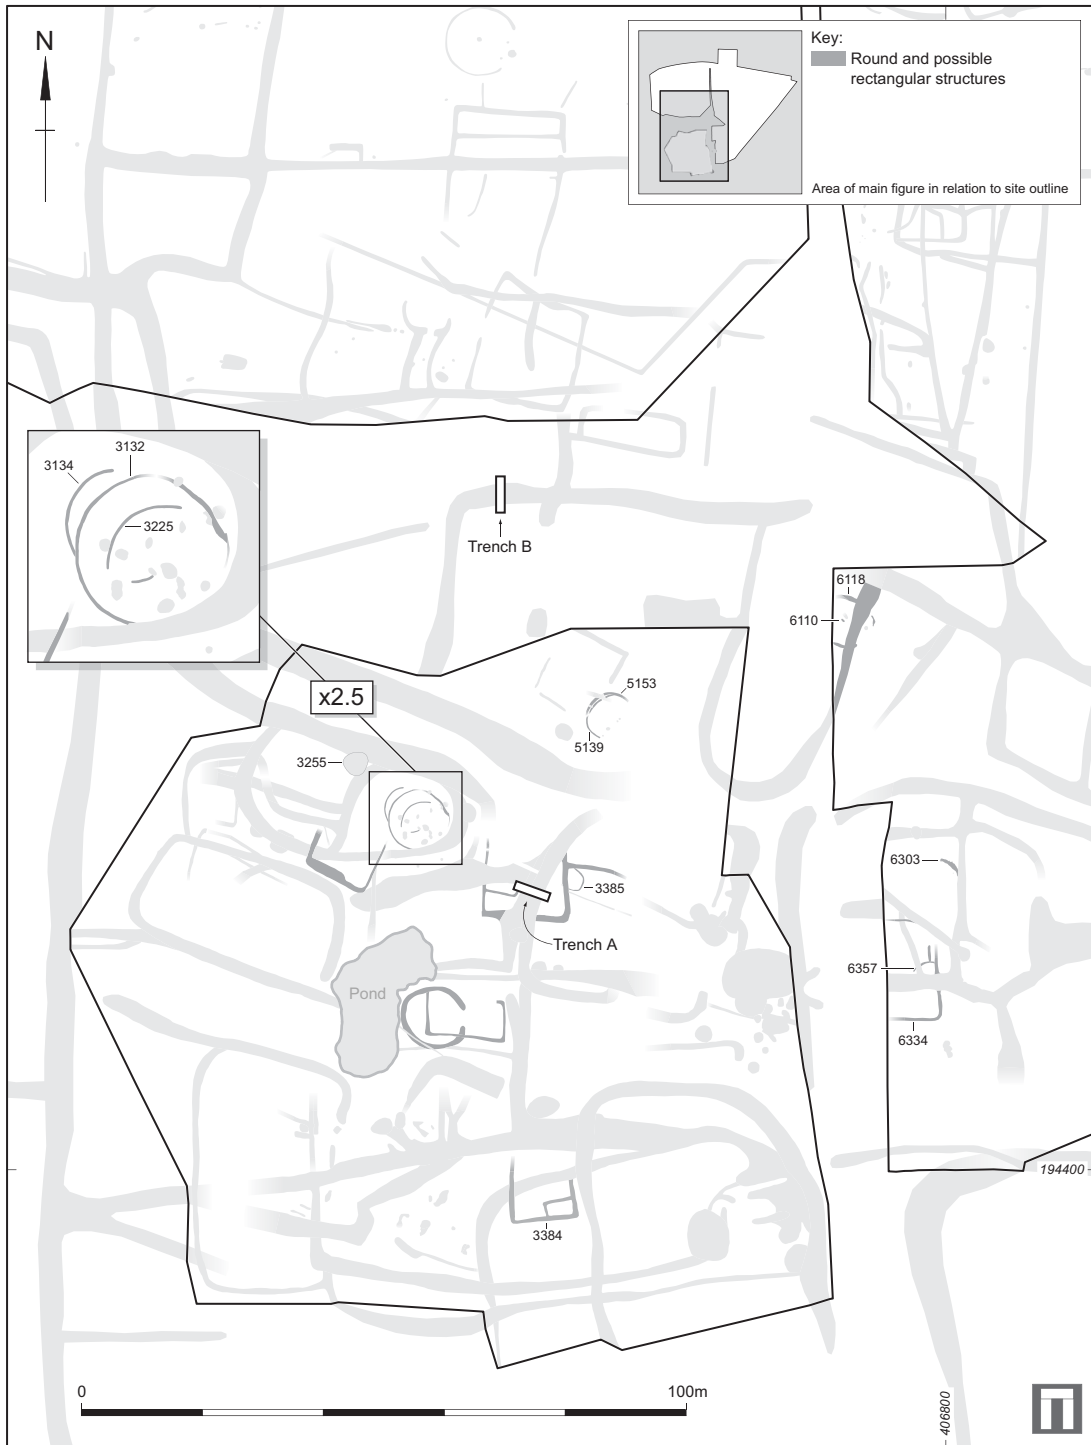 N
Key:
Round and possible
rectangular structures
Area of main figure in relation to site outline
3132
3134
3225
Trench B
6118
6110
x2.5
5153
5139
3255
6303
3385
Trench A
6357
Pond
6334
194400
3384
0
100m
406800